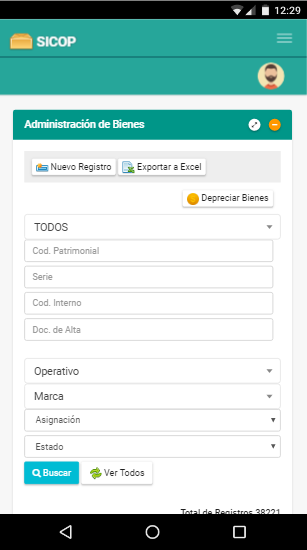 12:29
SICOP
Administración de Bienes
Nuevo Registro Exportar a Excel
Depreciar Bienes
TODOS
Cod. Patrimonial
Serie
Cod. Interno
Doc. de Alta
Operativo
Marca
Asignación
Estado
Buscar Ver Todos
Total de Registros 38221